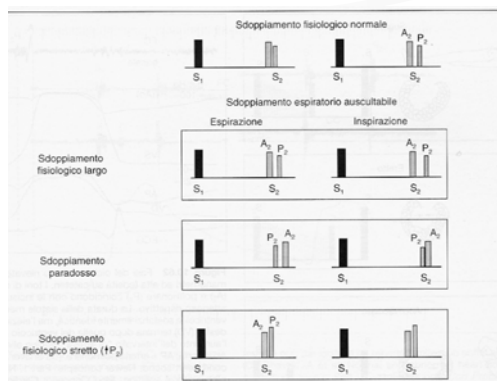 Sdoppiamento fisiologico normale
A2 P2
S1 S2 S1 S2
Sdoppiamento espiratorio auscultabile
Espirazione Inspirazione
Sdoppiamento
fisiologico largo
A2 P2 A2 P2
S1 S2 S1 S2
Sdoppiamento
paradosso
P2 A2 P2 A2
S1 S2 S1 S2
Sdoppiamento
fisiologico stretto (↑P2)
A2 P2
S1 S2 S1 S2